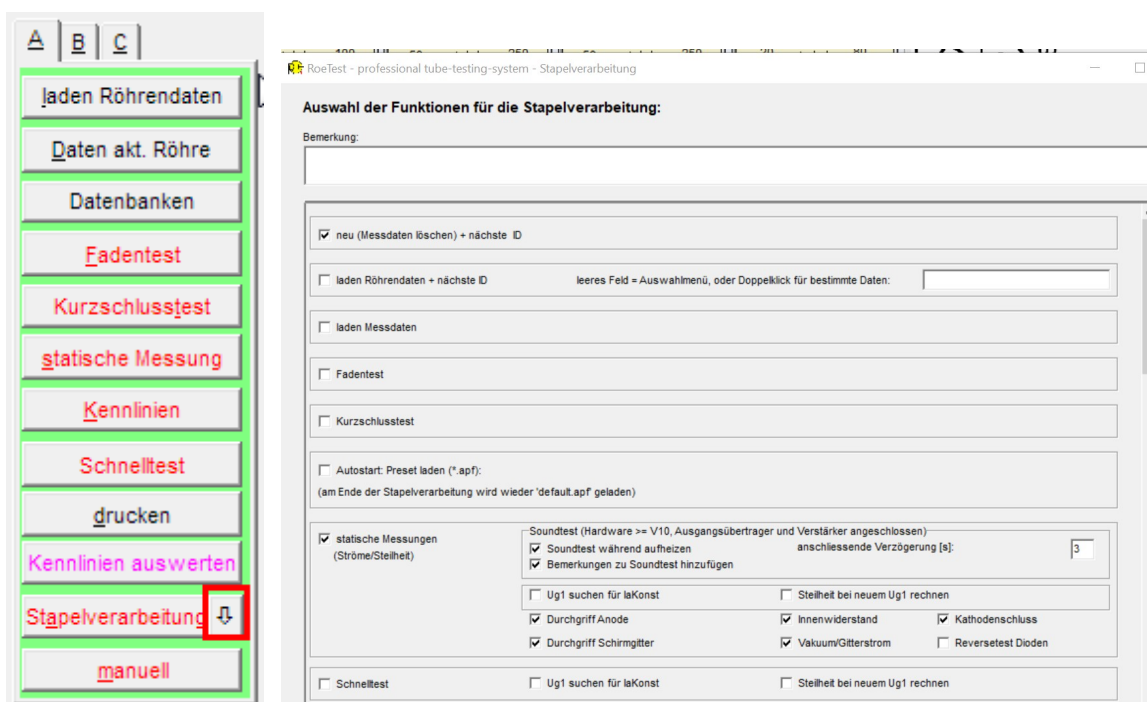 A B C
laden Röhrendaten
Daten akt. Röhre
Datenbanken
Fadentest
Kurzschlusstest
statische Messung
Kennlinien
Schnelltest
drucken
Kennlinien auswerten
Stapelverarbeitung
manuell
RoeTest - professional tube-testing-system - Stapelverarbeitung
Auswahl der Funktionen für die Stapelverarbeitung:
Bemerkung:
neu (Messdaten löschen) + nächste ID
laden Röhrendaten + nächste ID leeres Feld = Auswahlmenü, oder Doppelklick für bestimmte Daten:
laden Messdaten
Fadentest
Kurzschlusstest
Autostart: Preset laden (*.apf):
(am Ende der Stapelverarbeitung wird wieder 'default.apf' geladen)
statische Messungen
(Ströme/Steilheit)
Soundtest (Hardware >= V10, Ausgangsübertrager und Verstärker angeschlossen)
Soundtest während aufheizen anschliessende Verzögerung [s]: 3
Bemerkungen zu Soundtest hinzufügen
Ug1 suchen für IaKonst Steilheit bei neuem Ug1 rechnen
Durchgriff Anode Innenwiderstand Kathodenschluss
Durchgriff Schirmgitter Vakuum/Gitterstrom Reversetest Dioden
Schnelltest Ug1 suchen für IaKonst Steilheit bei neuem Ug1 rechnen